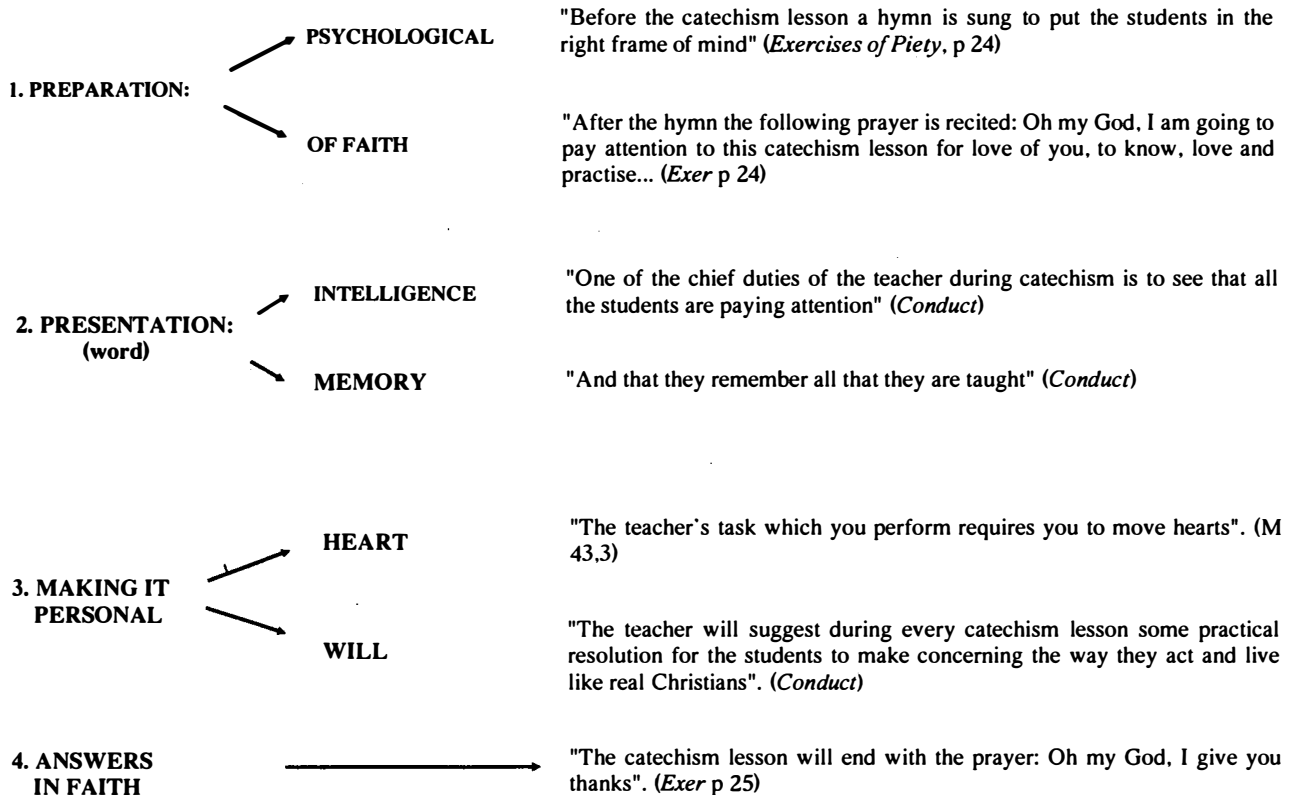 "Before the catechism lesson a hymn is sung to put the students in the
PSYCHOLOGICAL right frame of mind" (Exercises of Piety, p 24)
1. PREPARATION:
"After the hymn the following prayer is recited: Oh my God, I am going to
OF FAITH pay attention to this catechism lesson for love of you, to know, love and
practise... (Exer p 24)
"One of the chief duties of the teacher during catechism is to see that all
INTELLIGENCE the students are paying attention" (Conduct)
2. PRESENTATION:
(word)
MEMORY "And that they remember all that they are taught" (Conduct)
"The teacher's task which you perform requires you to move hearts". (M
HEART 43,3)
3. MAKING IT
PERSONAL
"The teacher will suggest during every catechism lesson some practical
WILL resolution for the students to make concerning the way they act and live
like real Christians". (Conduct)
4. ANSWERS "The catechism lesson will end with the prayer: Oh my God, I give you
IN FAITH thanks". (Exer p 25)